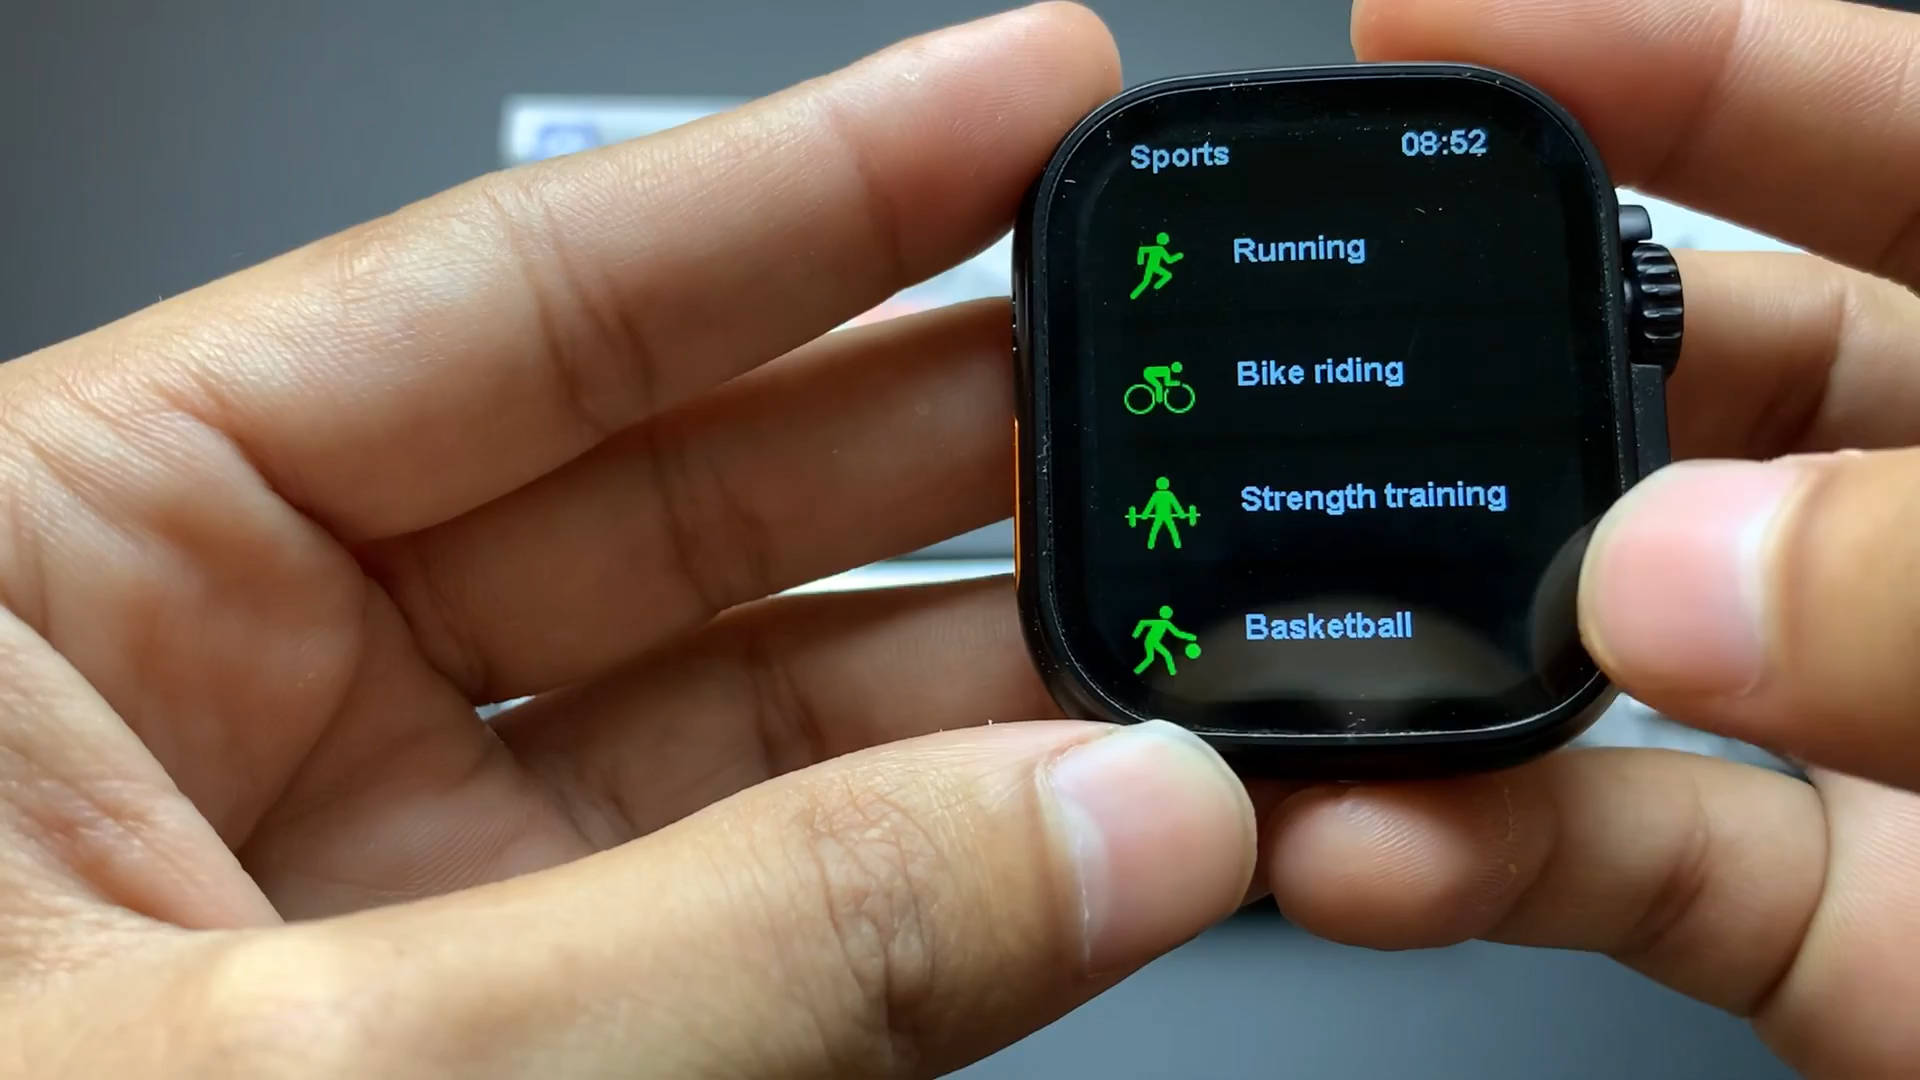 Sports 08:52
Running
Bike riding
Strength training
Basketball